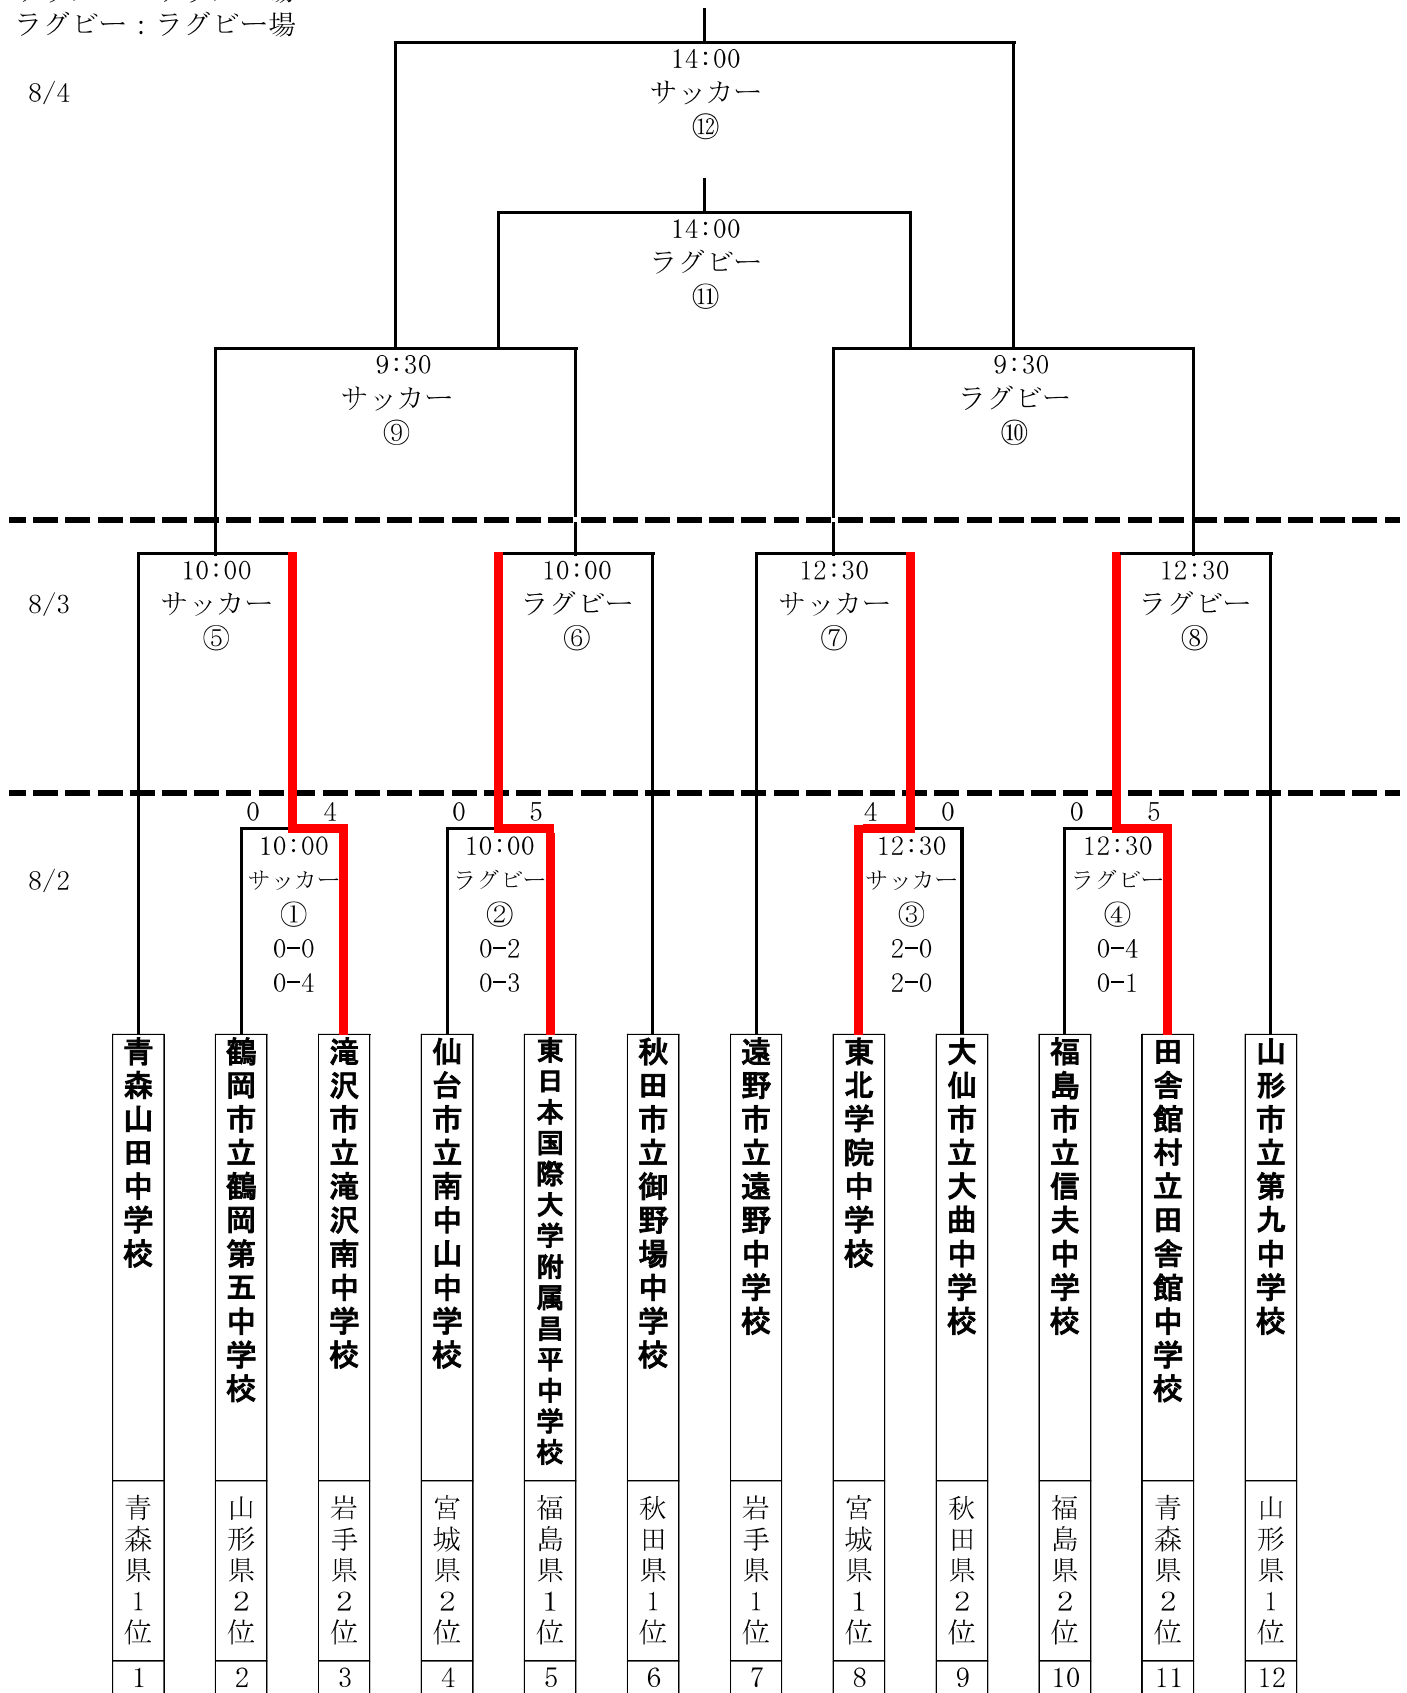 ラグビー：ラグビー場
14:00
8/4
サッカー
⑫
14:00
ラグビー
⑪
9:30 9:30
サッカー ラグビー
⑨ ⑩
10:00 10:00 12:30 12:30
8/3 サッカー ラグビー サッカー ラグビー
⑤ ⑥ ⑦ ⑧
0 4 0 5 4 0 0 5
10:00 10:00 12:30 12:30
8/2 サッカー ラグビー サッカー ラグビー
① ② ③ ④
0-0 0-2 2-0 0-4
0-4 0-3 2-0 0-1
青森山田中学校
鶴岡市立鶴岡第五中学校
滝沢市立滝沢南中学校
仙台市立南中山中学校
東日本国際大学附属昌平中学校
秋田市立御野場中学校
遠野市立遠野中学校
東北学院中学校
大仙市立大曲中学校
福島市立信夫中学校
田舎館村立田舎館中学校
山形市立第九中学校
青森県1位
山形県2位
岩手県2位
宮城県2位
福島県1位
秋田県1位
岩手県1位
宮城県1位
秋田県2位
福島県2位
青森県2位
山形県1位
1 2 3 4 5 6 7 8 9 10 11 12